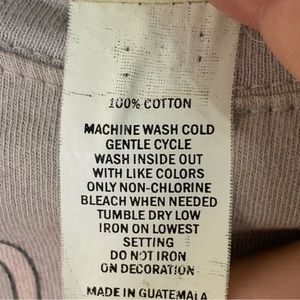 100% COTTON
MACHINE WASH COLD
GENTLE CYCLE
WASH INSIDE OUT
WITH LIKE COLORS
ONLY NON-CHLORINE
BLEACH WHEN NEEDED
TUMBLE DRY LOW
IRON ON LOWEST
SETTING
DO NOT IRON
ON DECORATION
MADE IN GUATEMALA